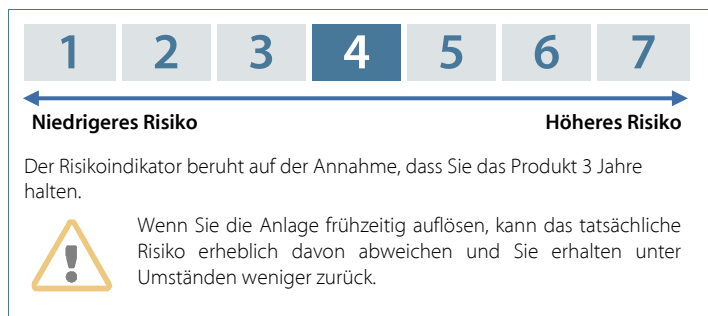 1 2 3 4 5 6 7
Niedrigeres Risiko Höheres Risiko
Der Risikoindikator beruht auf der Annahme, dass Sie das Produkt 3 Jahre
halten.
Wenn Sie die Anlage frühzeitig auflösen, kann das tatsächliche
Risiko erheblich davon abweichen und Sie erhalten unter
Umständen weniger zurück.